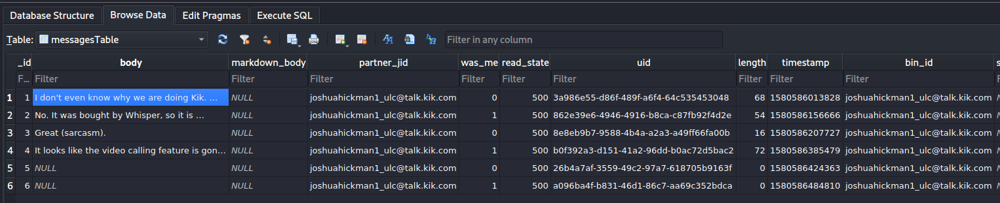 Database Structure Browse Data Edit Pragmas Execute SQL
Table: messagesTable Filter in any column
_id body markdown_body partner_jid was_me read_state uid length timestamp bin_id s
F... Filter Filter Filter Filter Filter Filter Filter Filter Filter
1 1 I don't even know why we are doing Kik. ... NULL joshuahickman1_ulc@talk.kik.com 0 500 3a986e55-d86f-489f-a6f4-64c535453048 68 1580586013828 joshuahickman1_ulc@talk.kik.com
2 2 No. It was bought by Whisper, so it is ... NULL joshuahickman1_ulc@talk.kik.com 1 500 862e39e6-4946-4916-b8ca-c87fb92f4d2e 54 1580586156666 joshuahickman1_ulc@talk.kik.com
3 3 Great (sarcasm). NULL joshuahickman1_ulc@talk.kik.com 0 500 8e8eb9b7-9588-4b4a-a2a3-a49ff66fa00b 16 1580586207727 joshuahickman1_ulc@talk.kik.com
4 4 It looks like the video calling feature is gon... NULL joshuahickman1_ulc@talk.kik.com 1 500 b0f392a3-d151-41a2-96dd-b0ac72d5bac2 72 1580586385479 joshuahickman1_ulc@talk.kik.com
5 5 NULL NULL joshuahickman1_ulc@talk.kik.com 0 500 26b4a7af-3559-49c2-97a7-618705b9163f 0 1580586424363 joshuahickman1_ulc@talk.kik.com
6 6 NULL NULL joshuahickman1_ulc@talk.kik.com 1 500 a096ba4f-b831-46d1-86c7-aa69c352bdca 0 1580586484810 joshuahickman1_ulc@talk.kik.com